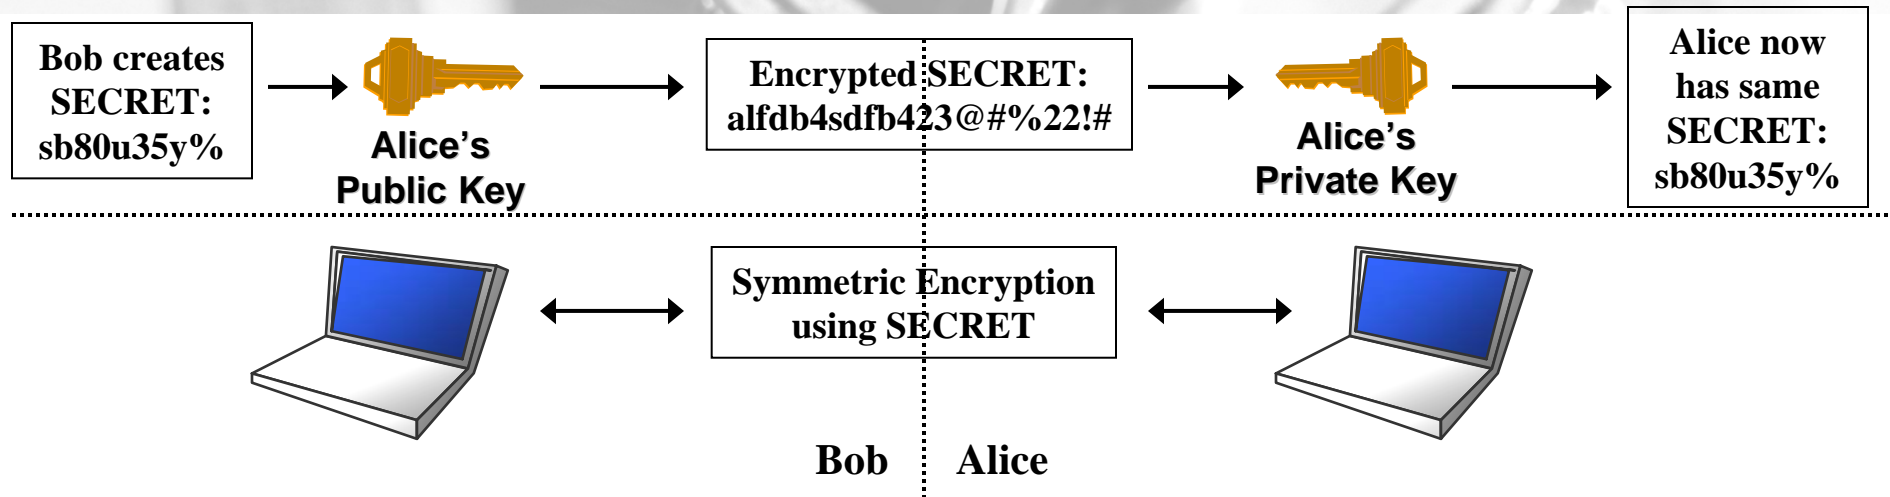 Bob creates
SECRET:
sb80u35y%
Alice's
Public Key
Encrypted SECRET:
alfdb4sdfb423@#%22!#
Alice's
Private Key
Alice now
has same
SECRET:
sb80u35y%
Symmetric Encryption
using SECRET
Bob
Alice